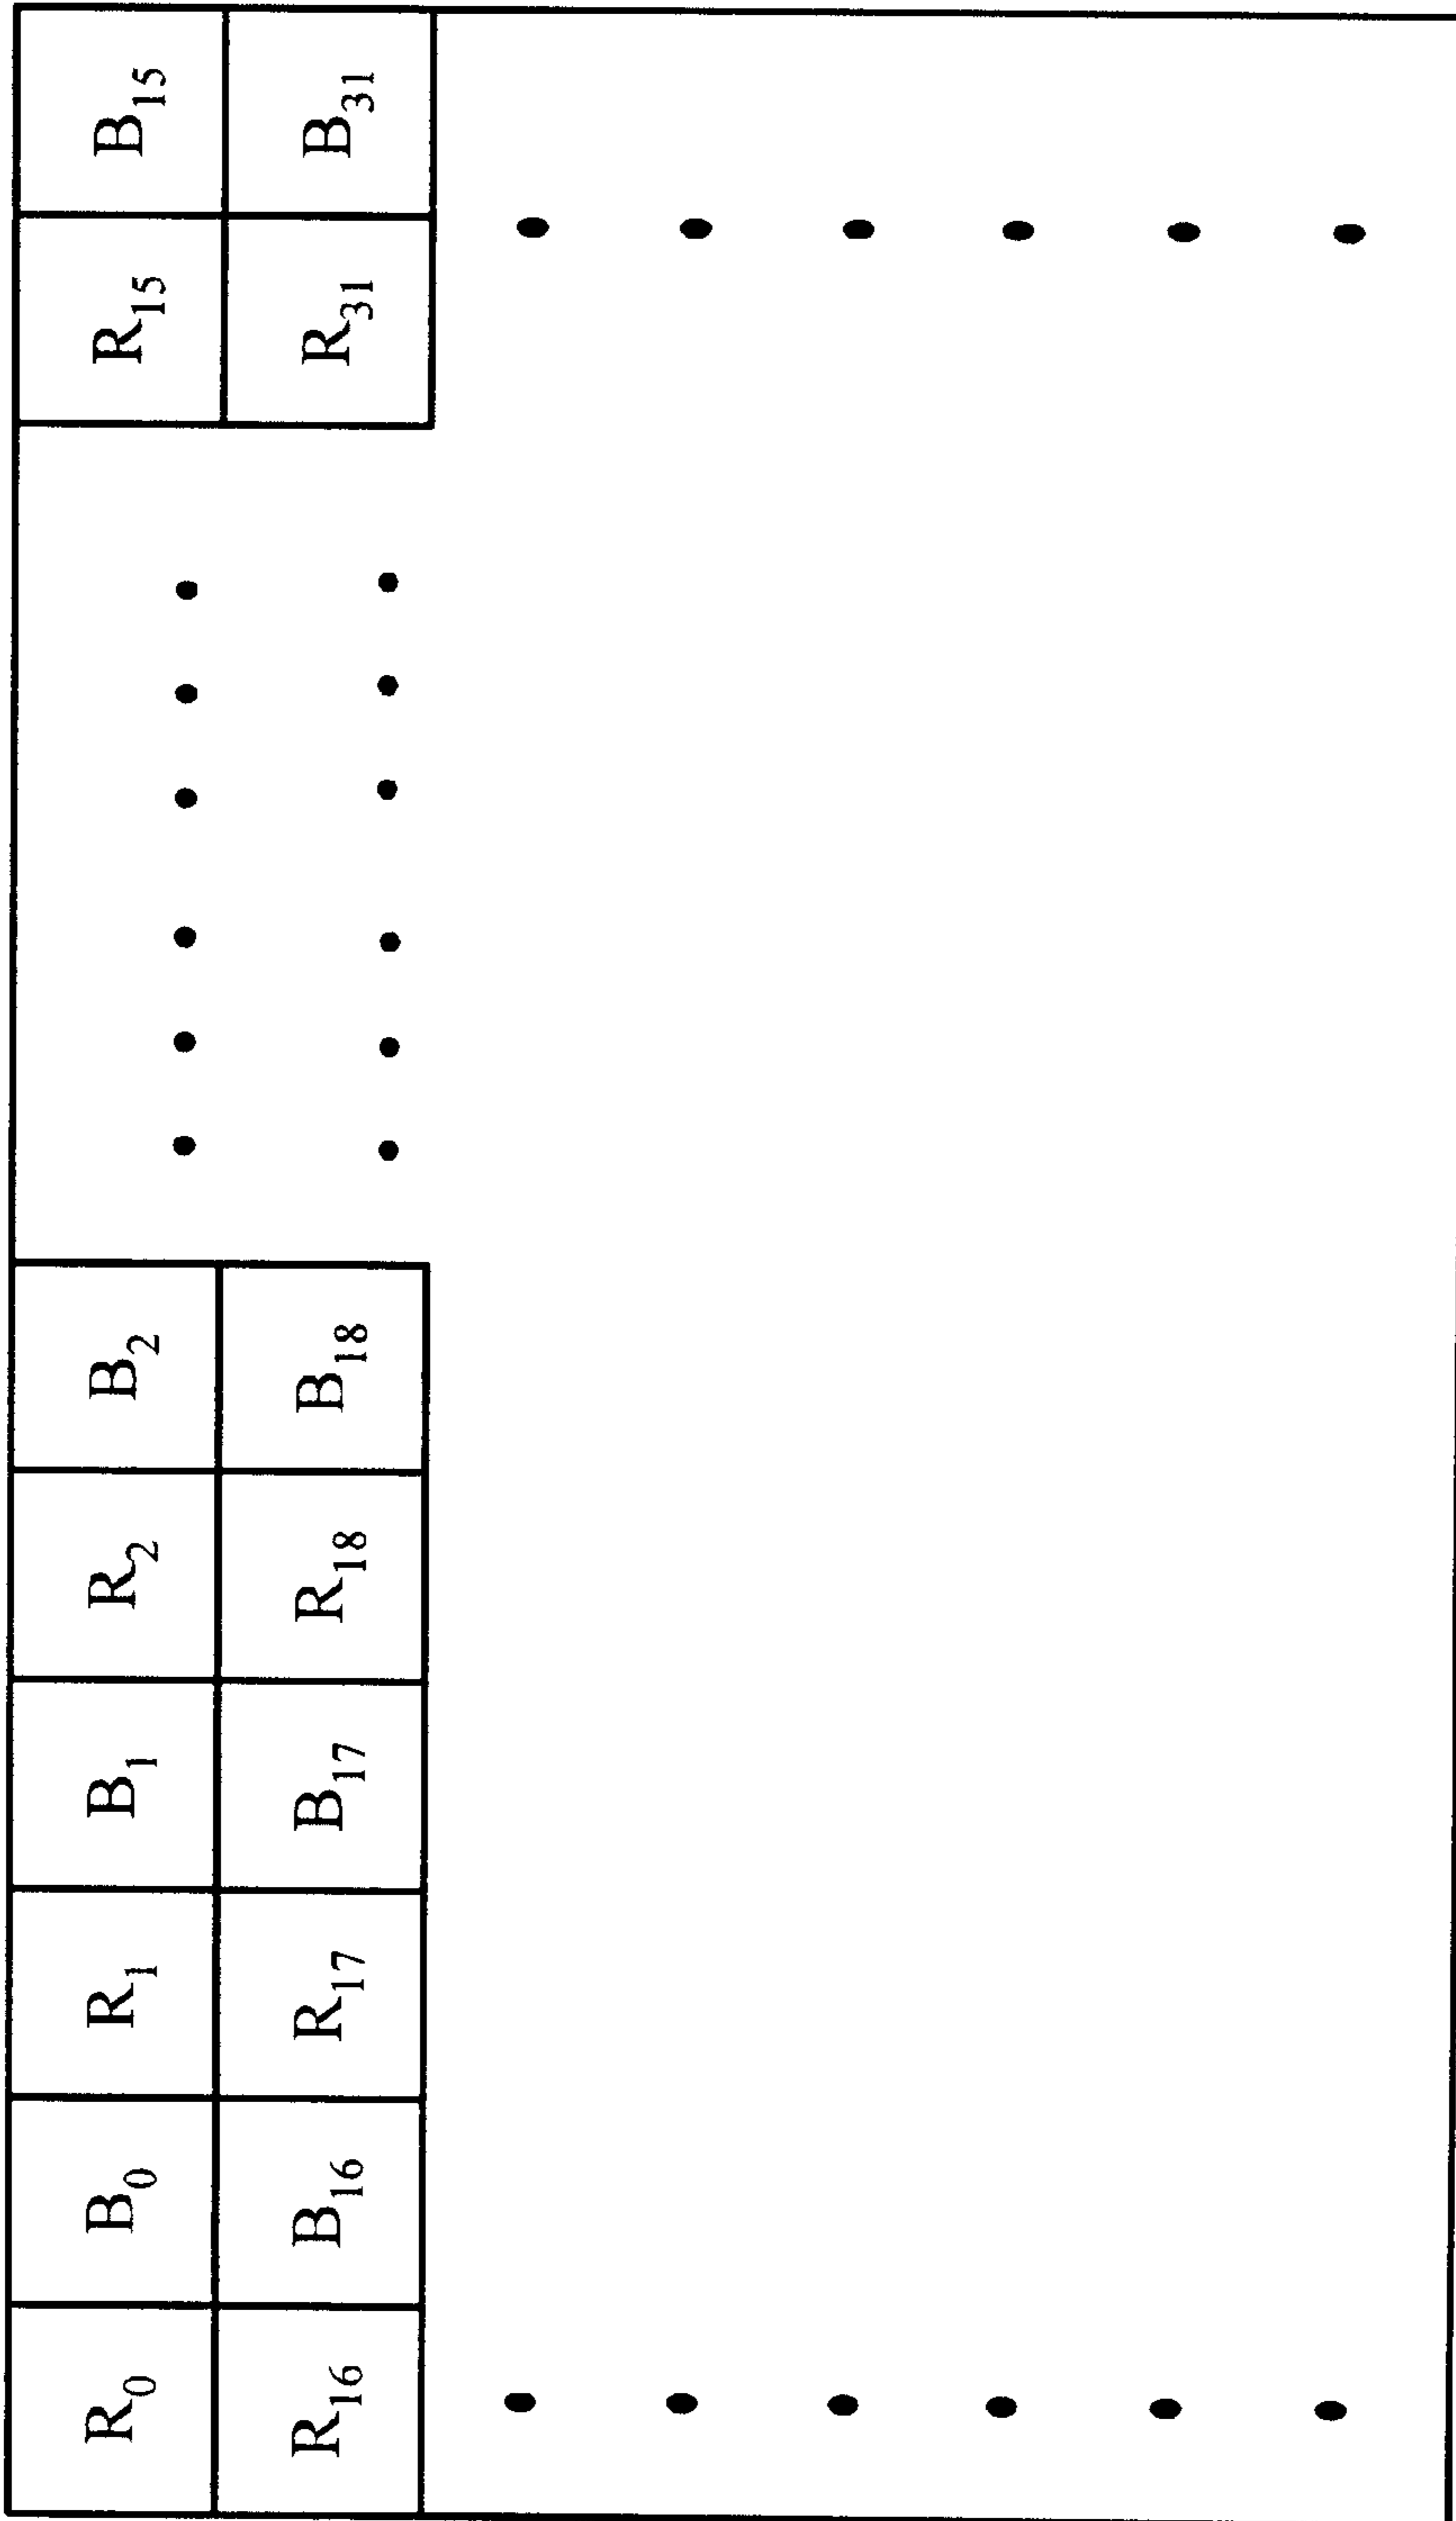 R₀ B₀ R₁ B₁ R₂ B₂ R₁₅ B₁₅
R₁₆ B₁₆ R₁₇ B₁₇ R₁₈ B₁₈ R₃₁ B₃₁